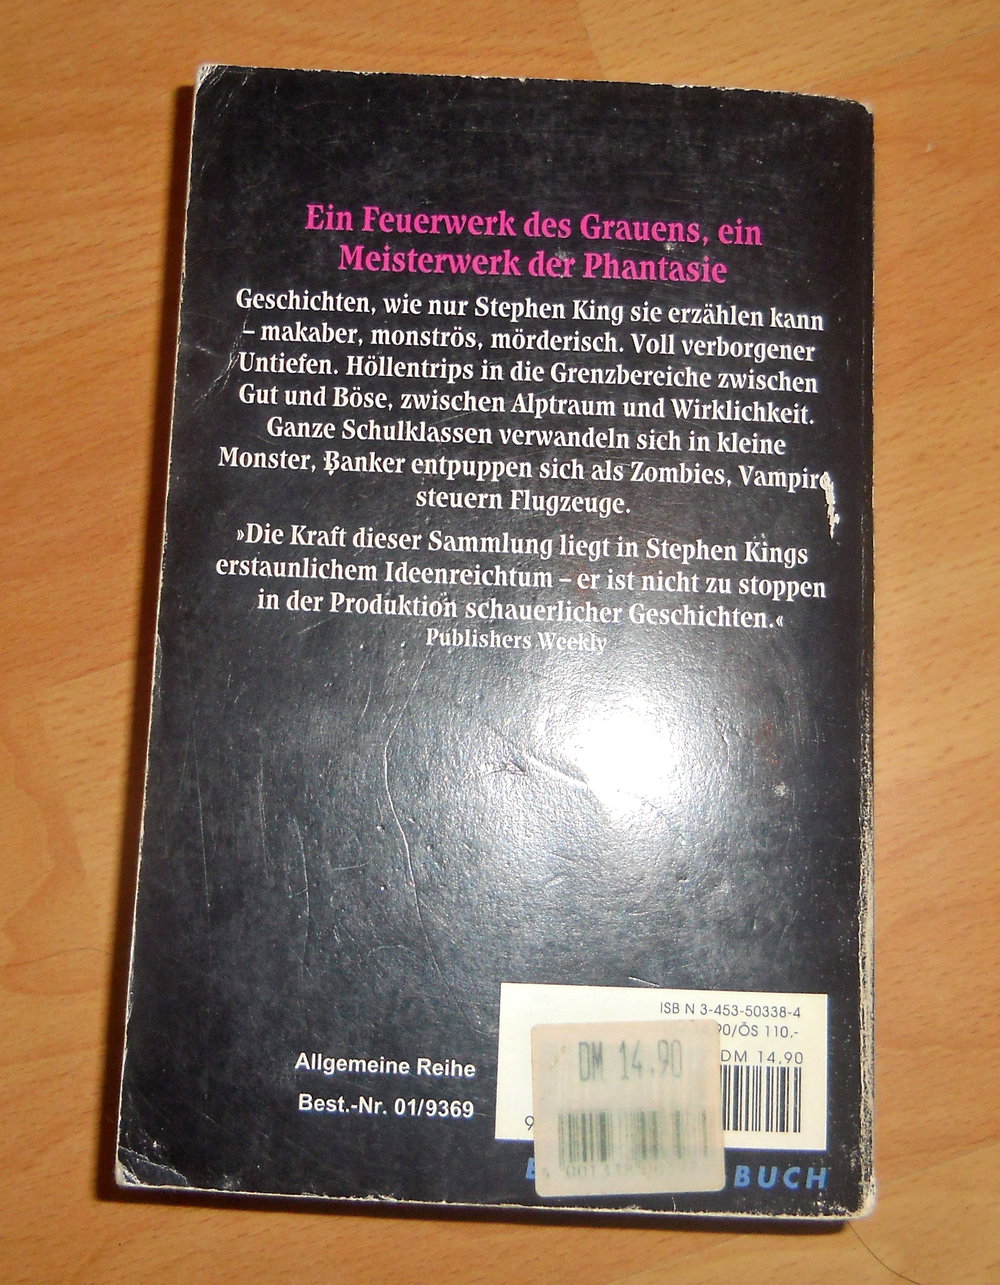 Ein Feuerwerk des Grauens, ein
Meisterwerk der Phantasie
Geschichten, wie nur Stephen King sie erzählen kann
– makaber, monströs, mörderisch. Voll verborgener
Untiefen. Höllentrips in die Grenzbereiche zwischen
Gut und Böse, zwischen Alptraum und Wirklichkeit.
Ganze Schulklassen verwandeln sich in kleine
Monster, Banker entpuppen sich als Zombies, Vampire
steuern Flugzeuge.
»Die Kraft dieser Sammlung liegt in Stephen Kings
erstaunlichem Ideenreichtum – er ist nicht zu stoppen
in der Produktion schauerlicher Geschichten.«
Publishers Weekly
Allgemeine Reihe
Best.-Nr. 01/9369
ISBN 3-453-50338-4
90/ÖS 110,-
DM 14,90
DM 14,90
9
BUCH